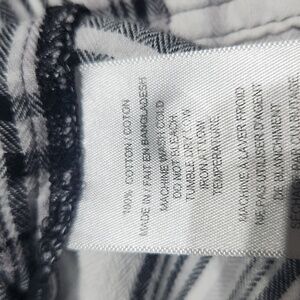 100% COTTON / COTON
MADE IN / FAIT EN BANGLADESH
MACHINE WASH COLD
DO NOT BLEACH
TUMBLE DRY LOW
IRON AT LOW
TEMPERATURE
MACHINE A LAVER FROID
NE PAS UTILISER D'AGENT
DE BLANCHIMENT